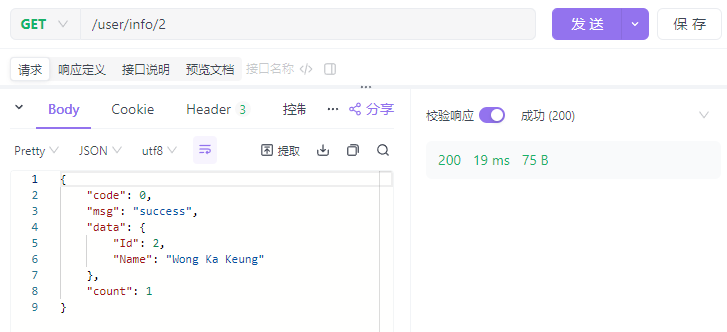 GET /user/info/2 发 送 保 存
请求 响应定义 接口说明 预览文档 接口名称
Body Cookie Header 3 控制 ··· 分享
校验响应 成功 (200)
Pretty JSON utf8 提取
200 19 ms 75 B
1 {
2 "code": 0,
3 "msg": "success",
4 "data": {
5 "Id": 2,
6 "Name": "Wong Ka Keung"
7 },
8 "count": 1
9 }